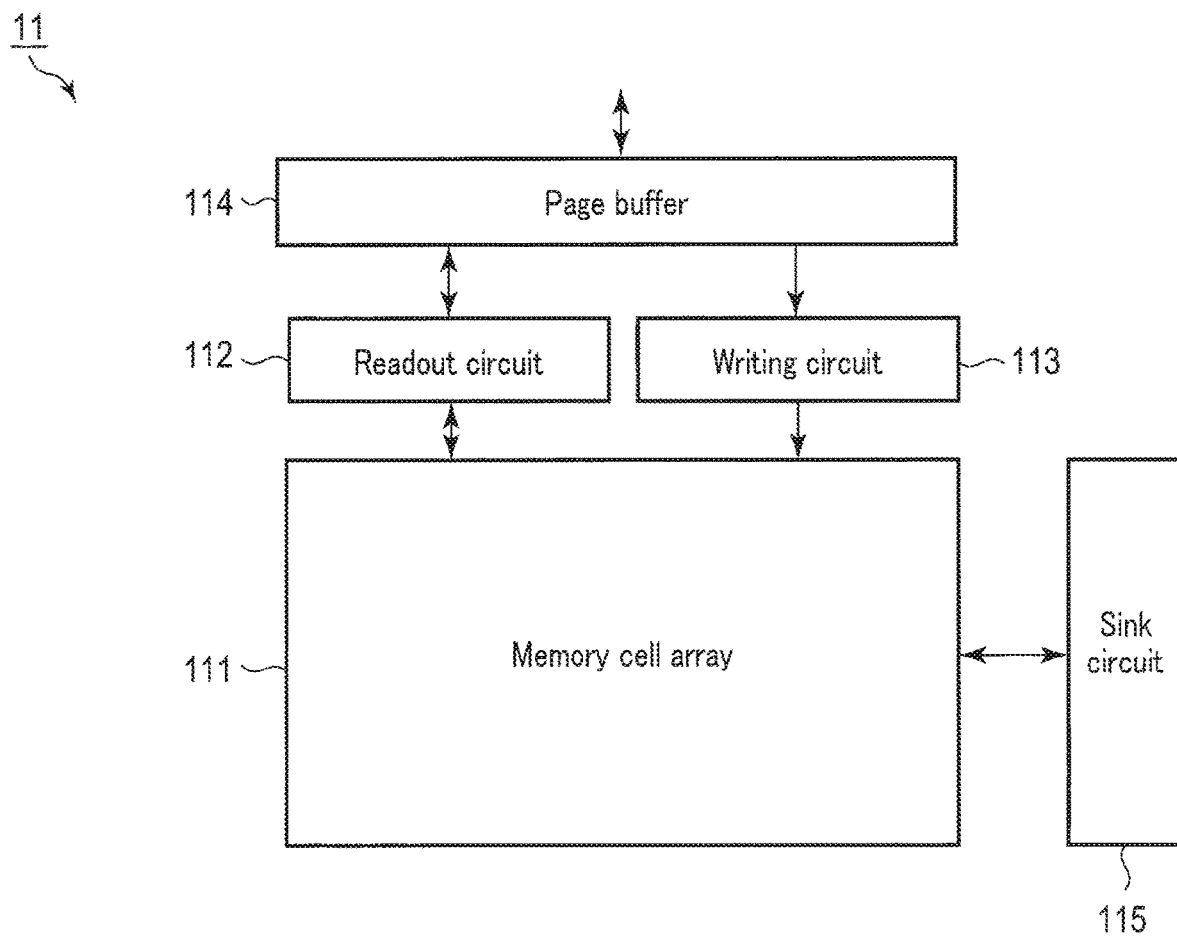 11
114
Page buffer
112
Readout circuit
Writing circuit
113
111
Memory cell array
Sink
circuit
115